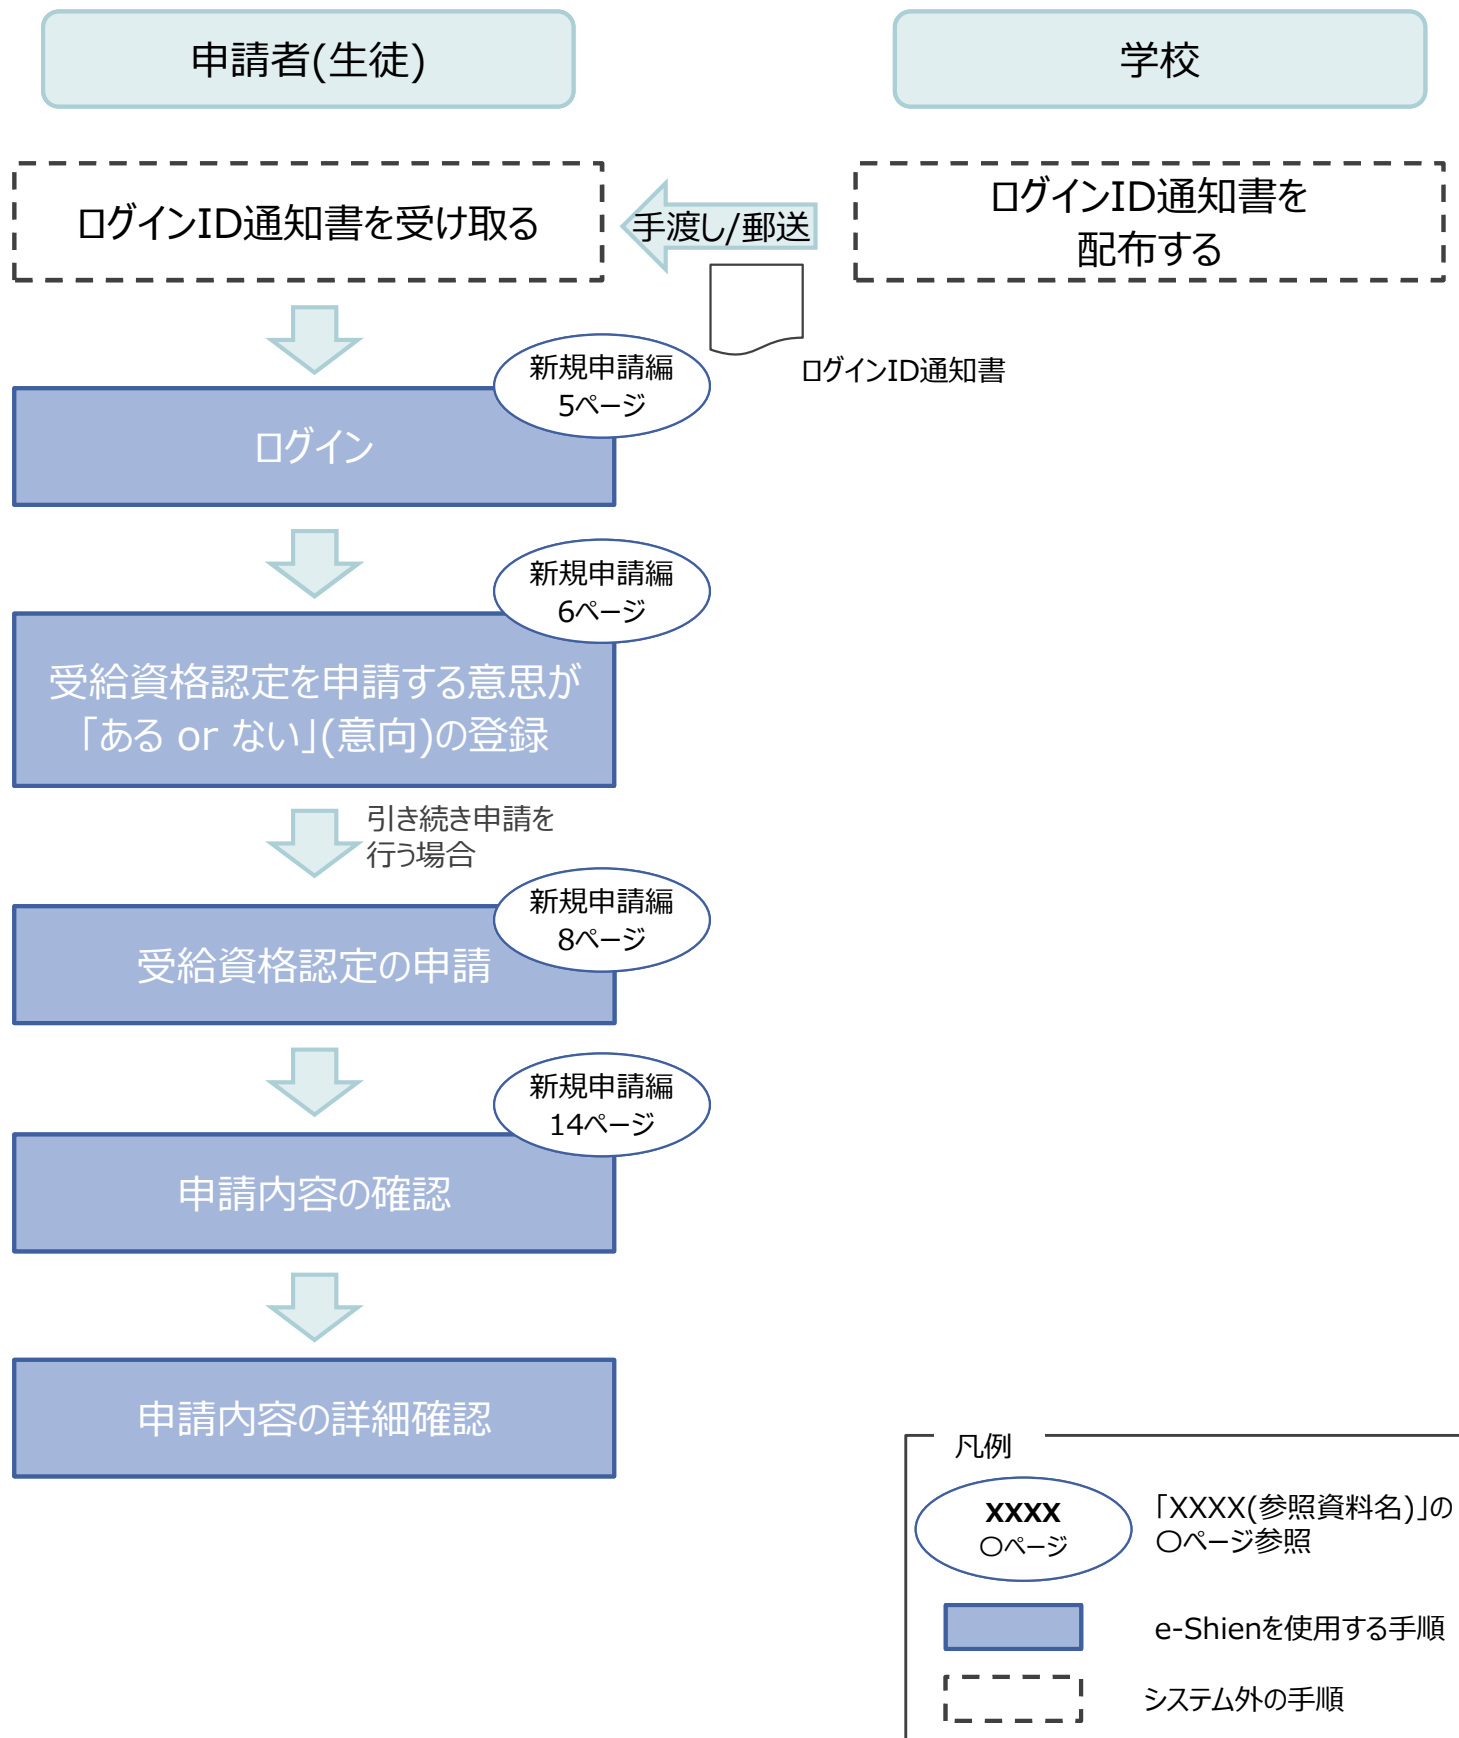 申請者(生徒)
学校
ログインID通知書を受け取る
手渡し/郵送
ログインID通知書を
配布する
ログインID通知書
新規申請編
5ページ
ログイン
新規申請編
6ページ
受給資格認定を申請する意思が
「ある or ない」(意向)の登録
引き続き申請を
行う場合
新規申請編
8ページ
受給資格認定の申請
新規申請編
14ページ
申請内容の確認
申請内容の詳細確認
凡例
XXXX
〇ページ
「XXXX(参照資料名)」の
〇ページ参照
e-Shienを使用する手順
システム外の手順